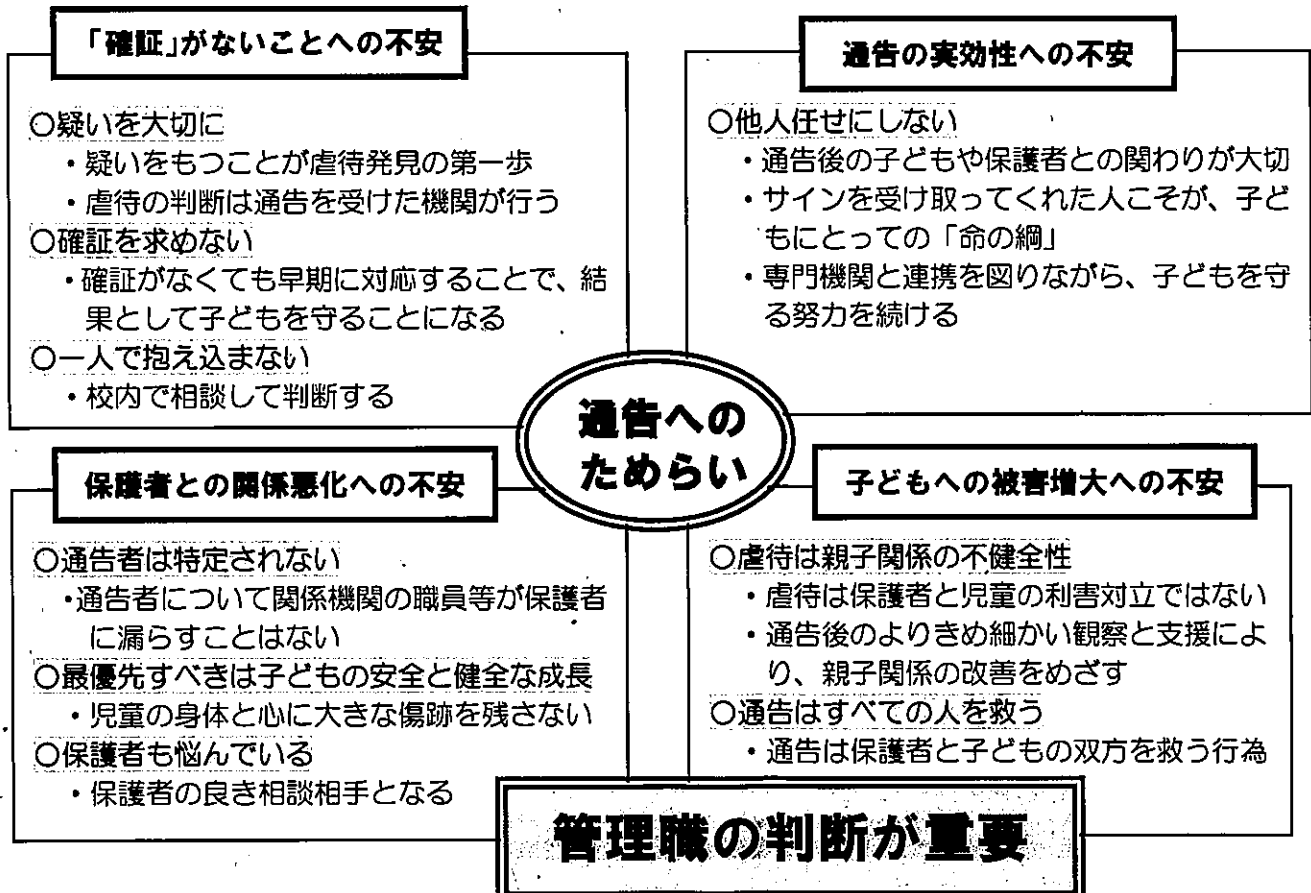 「確証」がないことへの不安
○疑いを大切に
・疑いをもつことが虐待発見の第一歩
・虐待の判断は通告を受けた機関が行う
○確証を求めない
・確証がなくても早期に対応することで、結
果として子どもを守ることになる
○一人で抱え込まない
・校内で相談して判断する
通告の実効性への不安
○他人任せにしない
・通告後の子どもや保護者との関わりが大切
・サインを受け取ってくれた人こそが、子ど
もにとっての「命の綱」
・専門機関と連携を図りながら、子どもを守
る努力を続ける
通告への
ためらい
保護者との関係悪化への不安
○通告者は特定されない
・通告者について関係機関の職員等が保護者
に漏らすことはない
○最優先すべきは子どもの安全と健全な成長
・児童の身体と心に大きな傷跡を残さない
○保護者も悩んでいる
・保護者の良き相談相手となる
子どもへの被害増大への不安
○虐待は親子関係の不健全性
・虐待は保護者と児童の利害対立ではない
・通告後のよりきめ細かい観察と支援によ
り、親子関係の改善をめざす
○通告はすべての人を救う
・通告は保護者と子どもの双方を救う行為
管理職の判断が重要